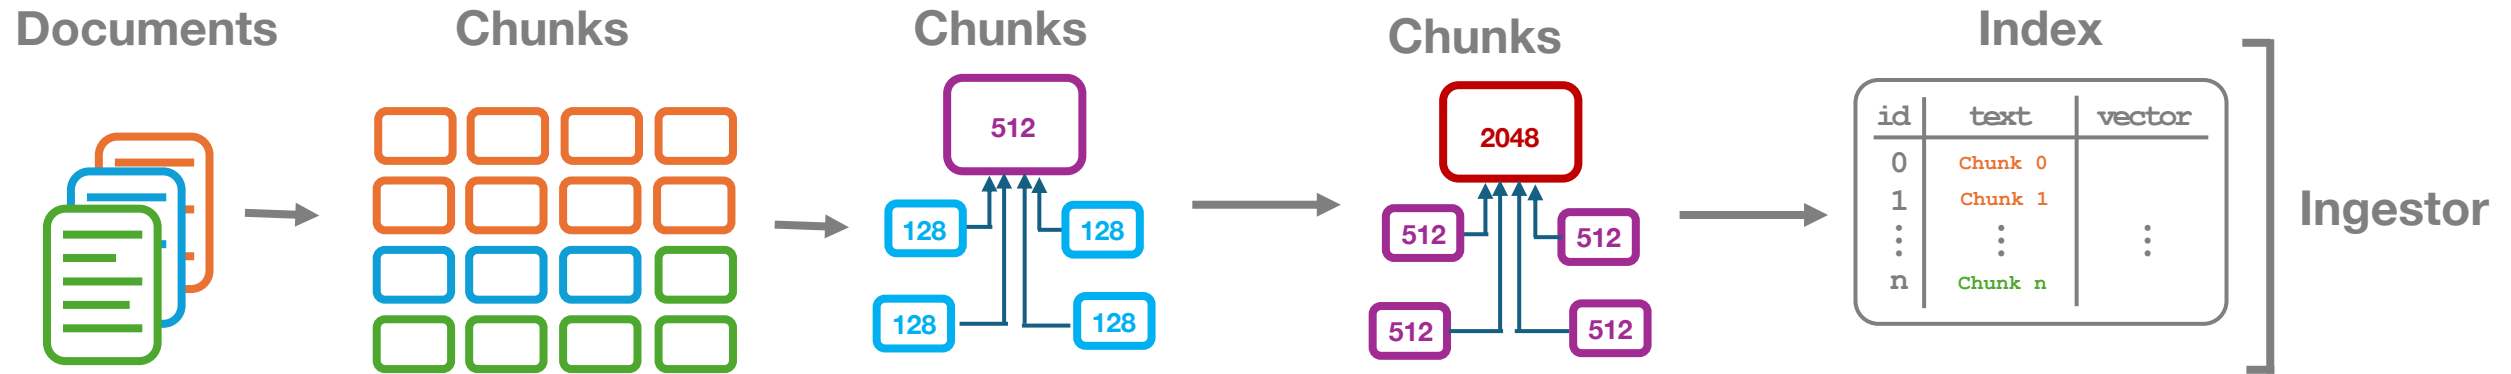 Documents
Chunks
Chunks
Chunks
Index
512
128
128
128
128
2048
512
512
512
512
id text vector
0 Chunk 0
1 Chunk 1
n Chunk n
Ingestor